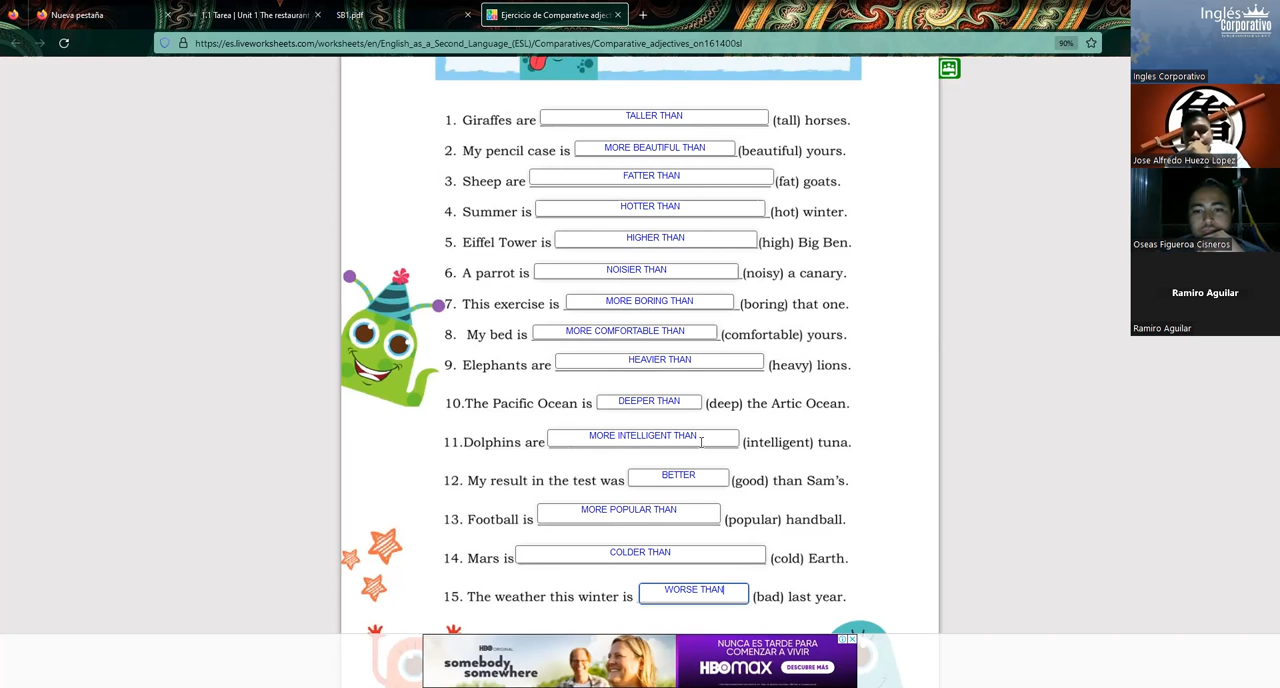 Nueva pestaña
1.1 Tarea | Unit 1 The restauran
SB1.pdf
Ejercicio de Comparative adject
https://es.liveworksheets.com/worksheets/en/English_as_a_Second_Language_(ESL)/Comparatives/Comparative_adjectives_on161400sl
90%
Inglés
Corporativo
Ingles Corporativo
Jose Alfredo Huezo Lopez
Oseas Figueroa Cisneros
Ramiro Aguilar
Ramiro Aguilar
1. Giraffes are TALLER THAN (tall) horses.
2. My pencil case is MORE BEAUTIFUL THAN (beautiful) yours.
3. Sheep are FATTER THAN (fat) goats.
4. Summer is HOTTER THAN (hot) winter.
5. Eiffel Tower is HIGHER THAN (high) Big Ben.
6. A parrot is NOISIER THAN (noisy) a canary.
7. This exercise is MORE BORING THAN (boring) that one.
8. My bed is MORE COMFORTABLE THAN (comfortable) yours.
9. Elephants are HEAVIER THAN (heavy) lions.
10.The Pacific Ocean is DEEPER THAN (deep) the Artic Ocean.
11.Dolphins are MORE INTELLIGENT THAN (intelligent) tuna.
12. My result in the test was BETTER (good) than Sam's.
13. Football is MORE POPULAR THAN (popular) handball.
14. Mars is COLDER THAN (cold) Earth.
15. The weather this winter is WORSE THAN (bad) last year.
HBO ORIGINAL
somebody
somewhere
NUNCA ES TARDE PARA
COMENZAR A VIVIR
HBOMAX DESCUBRE MÁS